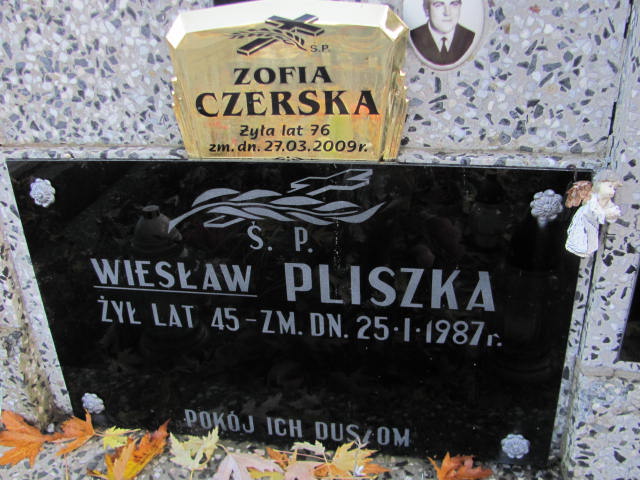 Ś.P.
ZOFIA
CZERSKA
Żyła lat 76
zm. dn. 27.03.2009r.
Ś. P.
WIESŁAW PLISZKA
ŻYŁ LAT 45-ZM. DN. 25·I·1987r.
POKÓJ ICH DUSZOM